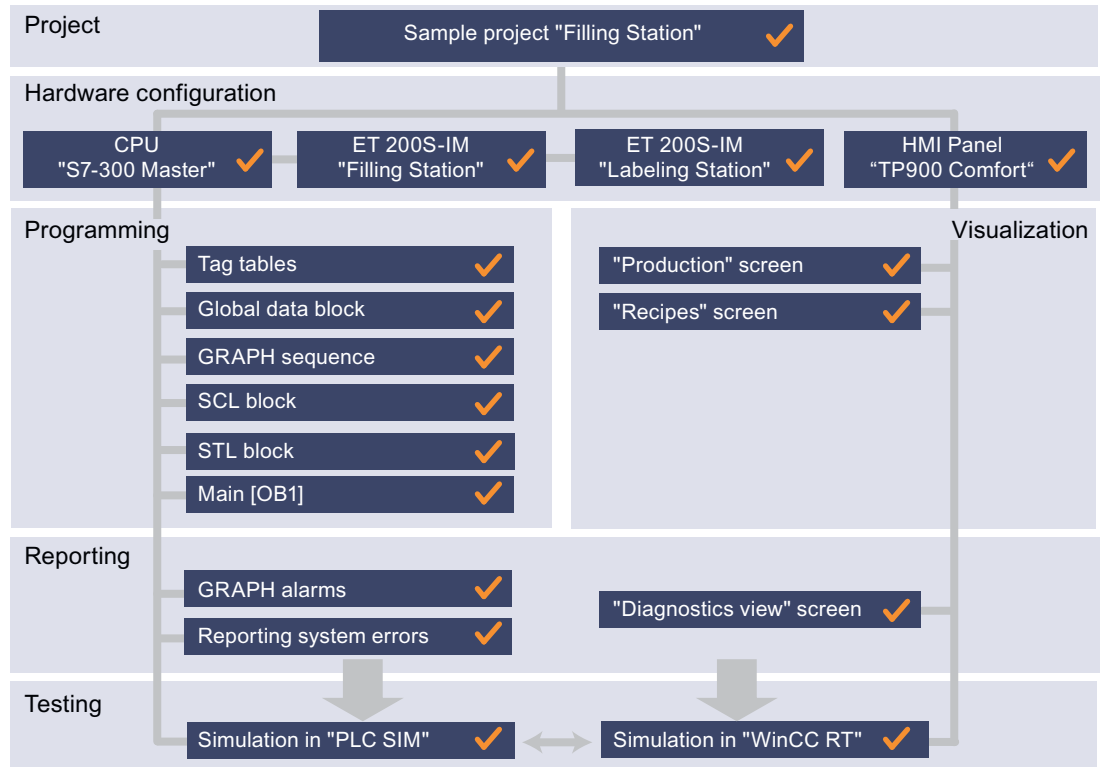 Project
Sample project "Filling Station"
Hardware configuration
CPU
"S7-300 Master"
ET 200S-IM
"Filling Station"
ET 200S-IM
"Labeling Station"
HMI Panel
“TP900 Comfort“
Programming
Tag tables
Global data block
GRAPH sequence
SCL block
STL block
Main [OB1]
Visualization
"Production" screen
"Recipes" screen
Reporting
GRAPH alarms
Reporting system errors
"Diagnostics view" screen
Testing
Simulation in "PLC SIM"
Simulation in "WinCC RT"